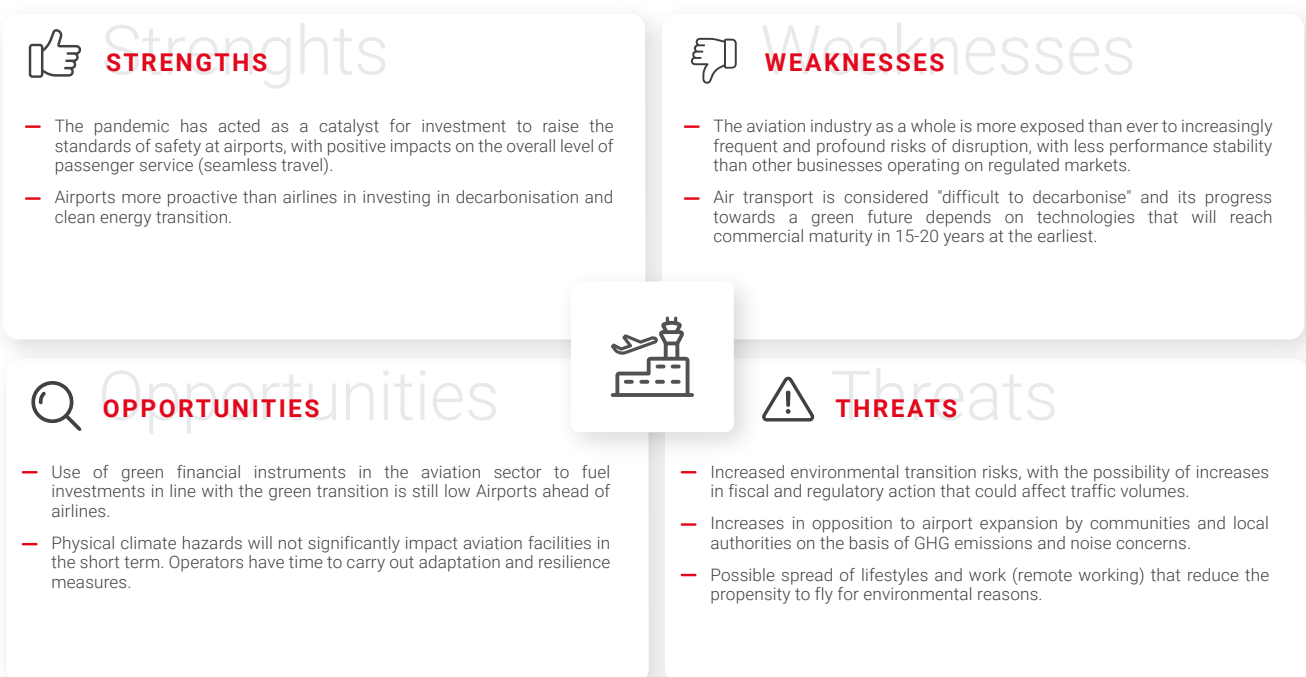 Strenghts
STRENGTHS
The pandemic has acted as a catalyst for investment to raise the
standards of safety at airports, with positive impacts on the overall level of
passenger service (seamless travel).
Airports more proactive than airlines in investing in decarbonisation and
clean energy transition.
Weaknesses
WEAKNESSES
The aviation industry as a whole is more exposed than ever to increasingly
frequent and profound risks of disruption, with less performance stability
than other businesses operating on regulated markets.
Air transport is considered "difficult to decarbonise" and its progress
towards a green future depends on technologies that will reach
commercial maturity in 15-20 years at the earliest.
Opportunities
OPPORTUNITIES
Use of green financial instruments in the aviation sector to fuel
investments in line with the green transition is still low Airports ahead of
airlines.
Physical climate hazards will not significantly impact aviation facilities in
the short term. Operators have time to carry out adaptation and resilience
measures.
Threats
THREATS
Increased environmental transition risks, with the possibility of increases
in fiscal and regulatory action that could affect traffic volumes.
Increases in opposition to airport expansion by communities and local
authorities on the basis of GHG emissions and noise concerns.
Possible spread of lifestyles and work (remote working) that reduce the
propensity to fly for environmental reasons.